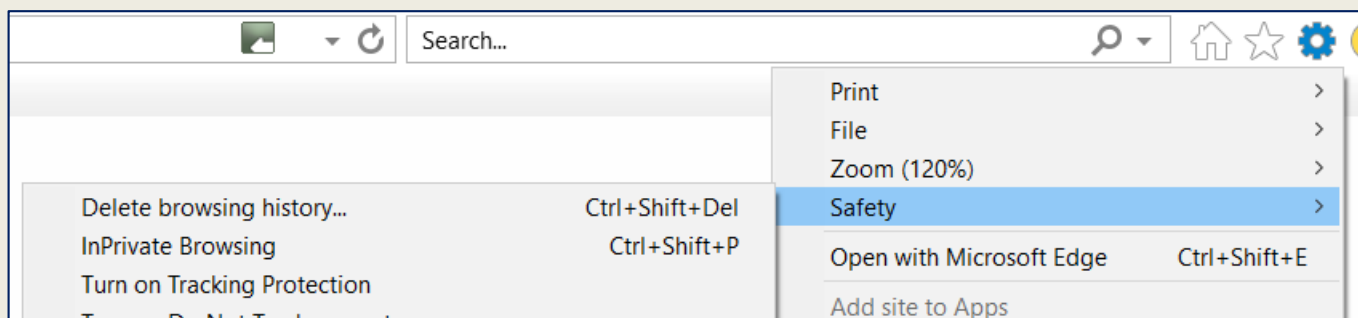 Search...
Print
File
Zoom (120%)
Safety
Open with Microsoft Edge Ctrl+Shift+E
Add site to Apps
Delete browsing history... Ctrl+Shift+Del
InPrivate Browsing Ctrl+Shift+P
Turn on Tracking Protection